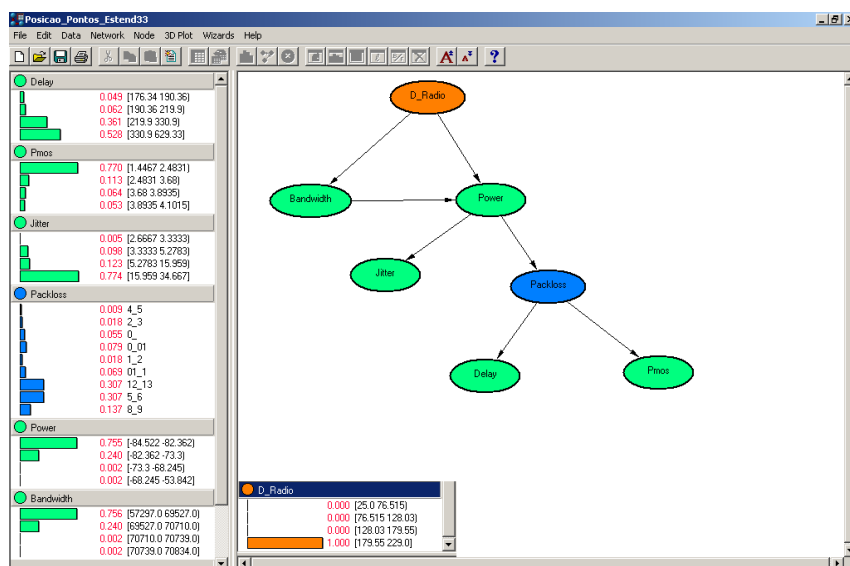 Posicao_Pontos_Estend33
File Edit Data Network Node 3D Plot Wizards Help
Delay
0.049 [176.34 190.36)
0.062 [190.36 219.9)
0.361 [219.9 330.9)
0.528 [330.9 629.33)
Pmos
0.770 [1.4467 2.4831)
0.113 [2.4831 3.68)
0.064 [3.68 3.8935)
0.053 [3.8935 4.1015)
Jitter
0.005 [2.6667 3.3333)
0.098 [3.3333 5.2783)
0.123 [5.2783 15.959)
0.774 [15.959 34.667)
Packloss
0.009 4_5
0.018 2_3
0.055 0_
0.079 0_01
0.018 1_2
0.069 01_1
0.307 12_13
0.307 5_6
0.137 8_9
Power
0.755 [-84.522 -82.362)
0.240 [-82.362 -73.3)
0.002 [-73.3 -68.245)
0.002 [-68.245 -53.842)
Bandwidth
0.756 [57297.0 69527.0)
0.240 [69527.0 70710.0)
0.002 [70710.0 70739.0)
0.002 [70739.0 70834.0)
D_Radio
Bandwidth
Power
Jitter
Packloss
Delay
Pmos
D_Radio
0.000 [25.0 76.515)
0.000 [76.515 128.03)
0.000 [128.03 179.55)
1.000 [179.55 229.0)